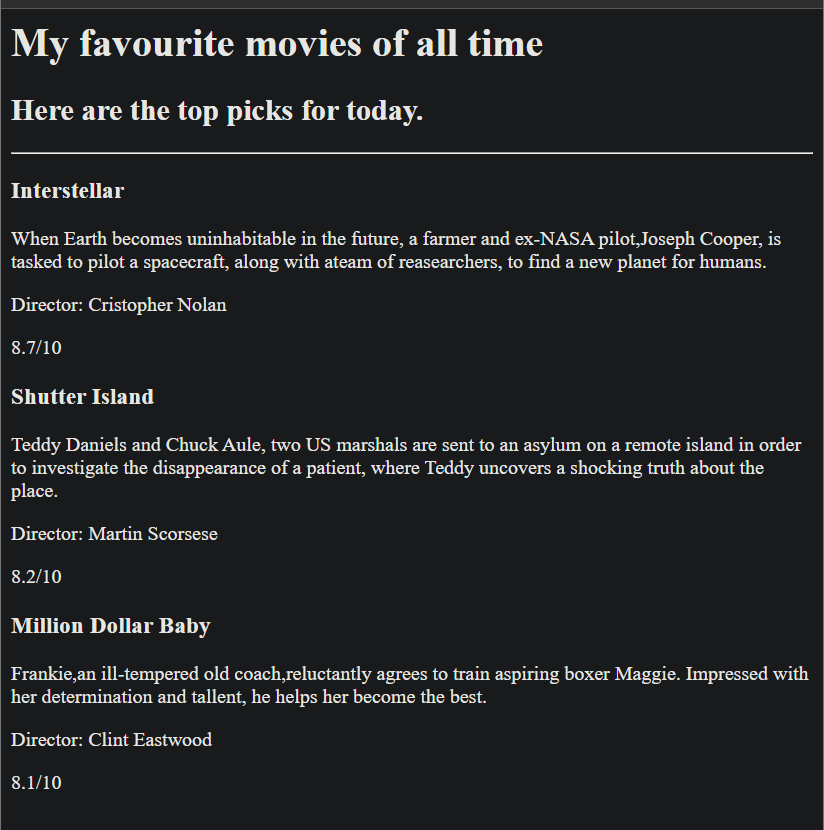 My favourite movies of all time
Here are the top picks for today.
Interstellar
When Earth becomes uninhabitable in the future, a farmer and ex-NASA pilot,Joseph Cooper, is
tasked to pilot a spacecraft, along with ateam of reasearchers, to find a new planet for humans.
Director: Cristopher Nolan
8.7/10
Shutter Island
Teddy Daniels and Chuck Aule, two US marshals are sent to an asylum on a remote island in order
to investigate the disappearance of a patient, where Teddy uncovers a shocking truth about the
place.
Director: Martin Scorsese
8.2/10
Million Dollar Baby
Frankie,an ill-tempered old coach,reluctantly agrees to train aspiring boxer Maggie. Impressed with
her determination and tallent, he helps her become the best.
Director: Clint Eastwood
8.1/10